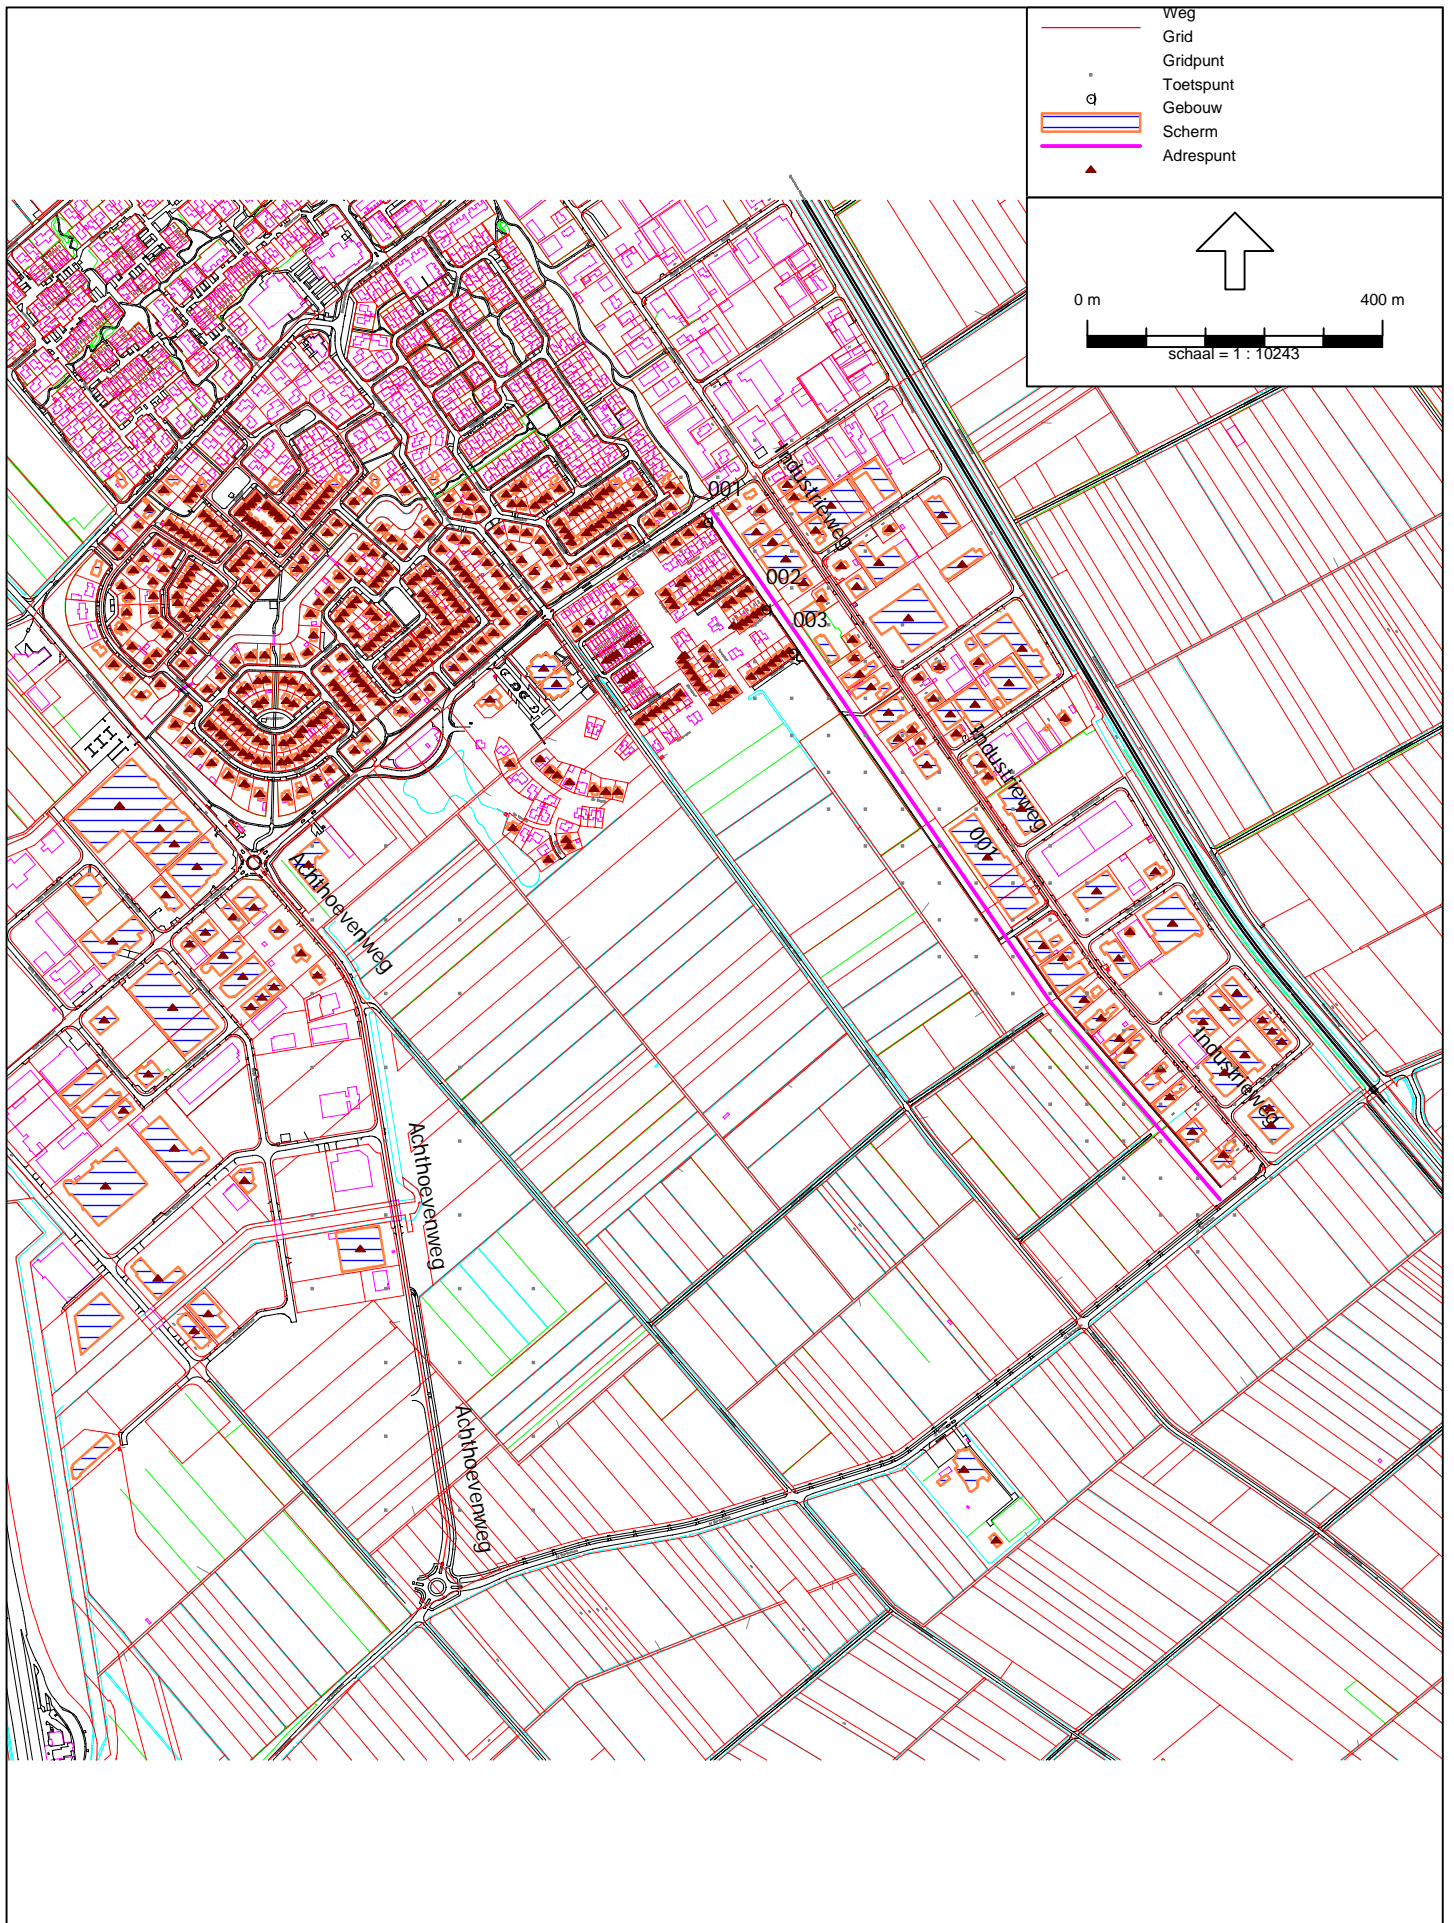 Weg
Grid
Gridpunt
Toetspunt
Gebouw
Scherm
Adrespunt
0 m 400 m
schaal = 1 : 10243
Industrieweg
001
002
003
Industrieweg
001
Achthoevenweg
Industrieweg
Achthoevenweg
Achthoevenweg